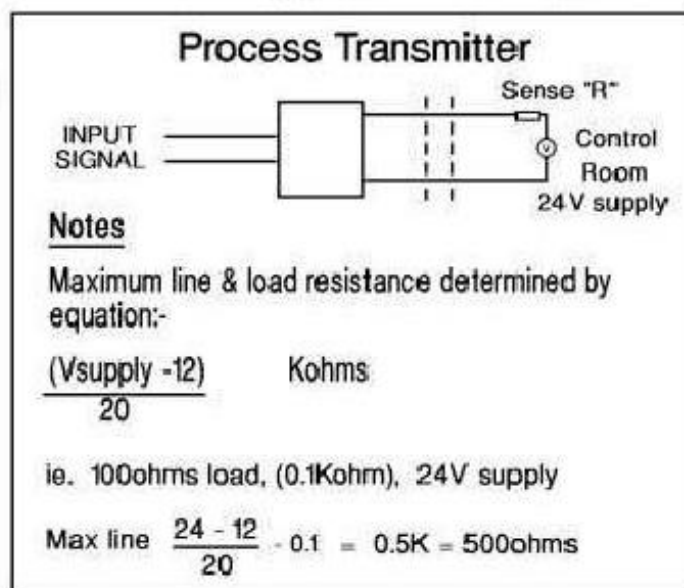 Process Transmitter
Sense "R"
INPUT
SIGNAL
V
Control
Room
24V supply
Notes
Maximum line & load resistance determined by
equation:-
(Vsupply -12) Kohms
20
ie. 100ohms load, (0.1Kohm), 24V supply
Max line 24 - 12 - 0.1 = 0.5K = 500ohms
20